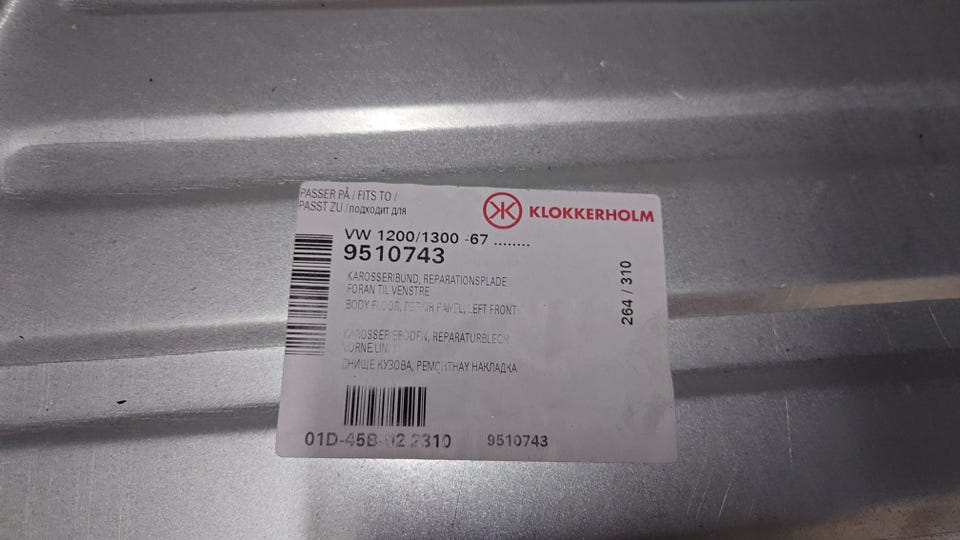 PASSER PÅ / FITS TO /
PASST ZU / подходит для
KLOKKERHOLM
VW 1200/1300 -67 ........
9510743
KAROSSERIBUND, REPARATIONSPLADE
FORAN TIL VENSTRE
BODY FLOOR, REPAIR PANEL, LEFT FRONT
KAROSSERIEBODEN, REPARATURBLECH
VORNE LINKS
ДНИЩЕ КУЗОВА, РЕМОНТНАУ НАКЛАДКА
264 / 310
01D-45B-02 2310
9510743